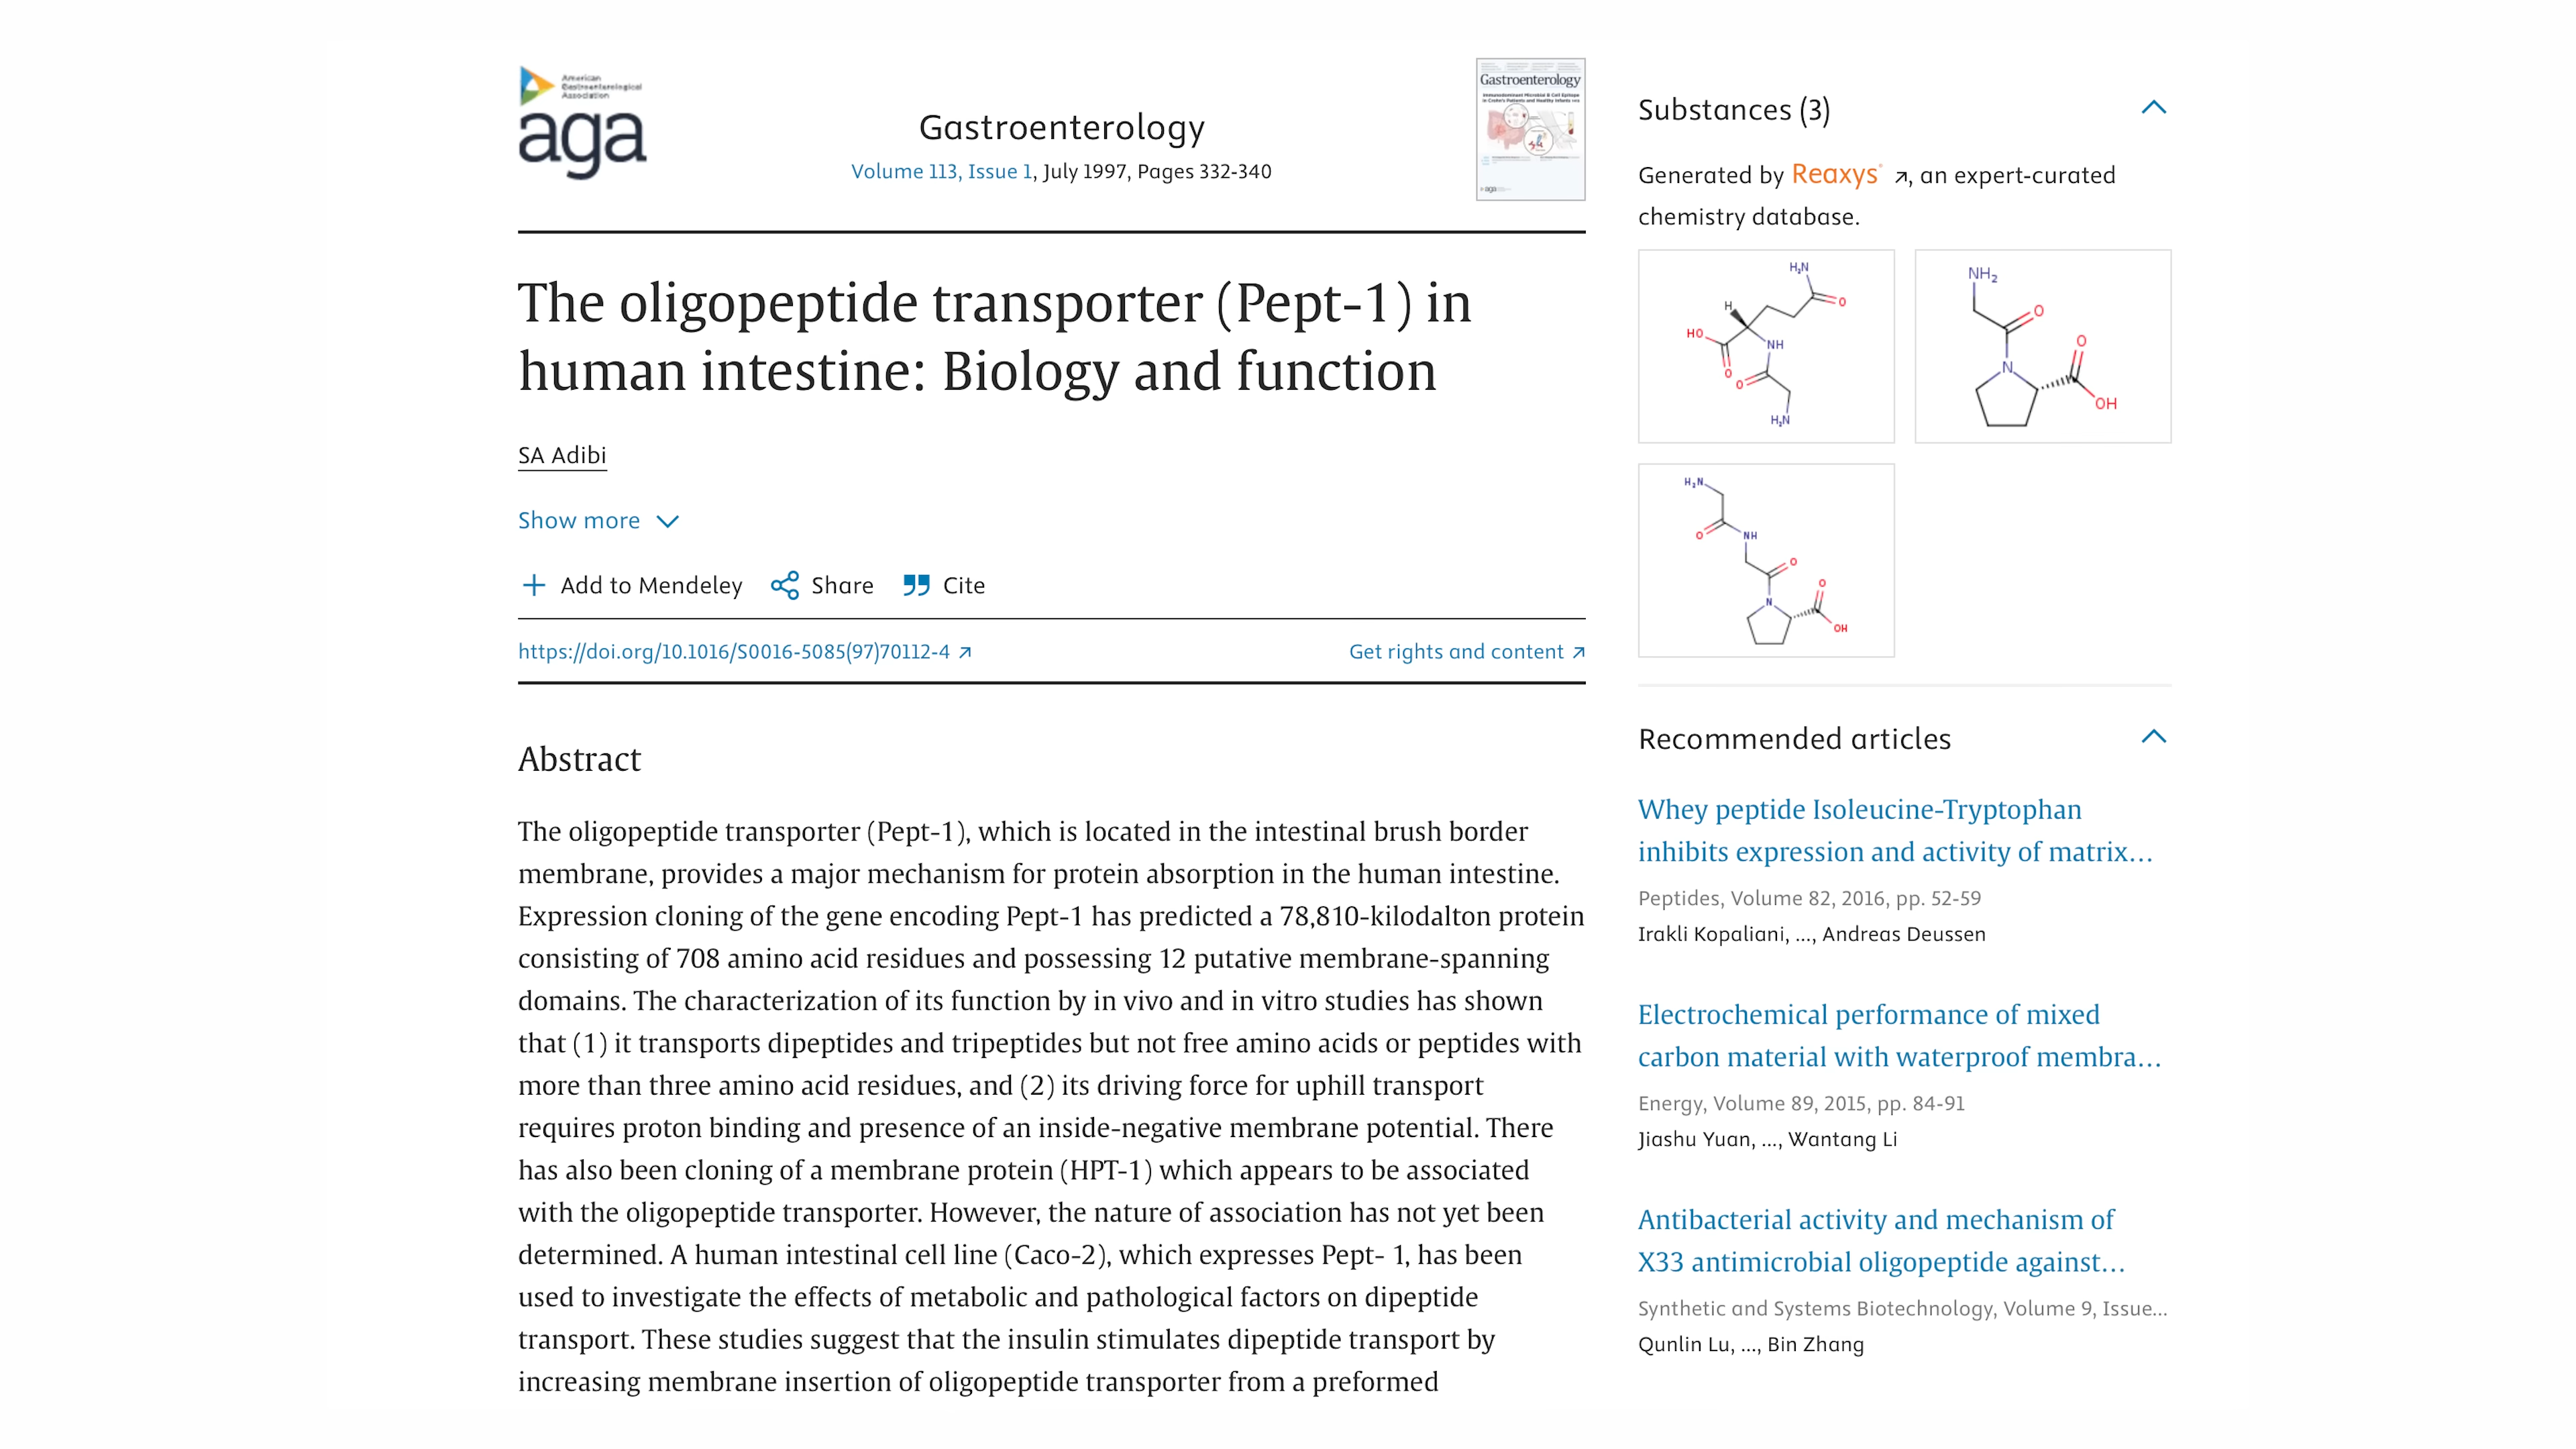 American
Gastroenterological
Association
aga
Gastroenterology
Volume 113, Issue 1, July 1997, Pages 332-340
Gastroenterology
aga
The oligopeptide transporter (Pept-1) in
human intestine: Biology and function
SA Adibi
Show more
Add to Mendeley Share Cite
https://doi.org/10.1016/S0016-5085(97)70112-4 Get rights and content
Abstract
The oligopeptide transporter (Pept-1), which is located in the intestinal brush border
membrane, provides a major mechanism for protein absorption in the human intestine.
Expression cloning of the gene encoding Pept-1 has predicted a 78,810-kilodalton protein
consisting of 708 amino acid residues and possessing 12 putative membrane-spanning
domains. The characterization of its function by in vivo and in vitro studies has shown
that (1) it transports dipeptides and tripeptides but not free amino acids or peptides with
more than three amino acid residues, and (2) its driving force for uphill transport
requires proton binding and presence of an inside-negative membrane potential. There
has also been cloning of a membrane protein (HPT-1) which appears to be associated
with the oligopeptide transporter. However, the nature of association has not yet been
determined. A human intestinal cell line (Caco-2), which expresses Pept- 1, has been
used to investigate the effects of metabolic and pathological factors on dipeptide
transport. These studies suggest that the insulin stimulates dipeptide transport by
increasing membrane insertion of oligopeptide transporter from a preformed
Substances (3)
Generated by Reaxys, an expert-curated
chemistry database.
H₂N
O
H
HO
NH
O
O
H₂N
NH₂
O
O
N
OH
H₂N
O
NH
O
O
N
OH
Recommended articles
Whey peptide Isoleucine-Tryptophan
inhibits expression and activity of matrix...
Peptides, Volume 82, 2016, pp. 52-59
Irakli Kopaliani, ..., Andreas Deussen
Electrochemical performance of mixed
carbon material with waterproof membra...
Energy, Volume 89, 2015, pp. 84-91
Jiashu Yuan, ..., Wantang Li
Antibacterial activity and mechanism of
X33 antimicrobial oligopeptide against...
Synthetic and Systems Biotechnology, Volume 9, Issue...
Qunlin Lu, ..., Bin Zhang